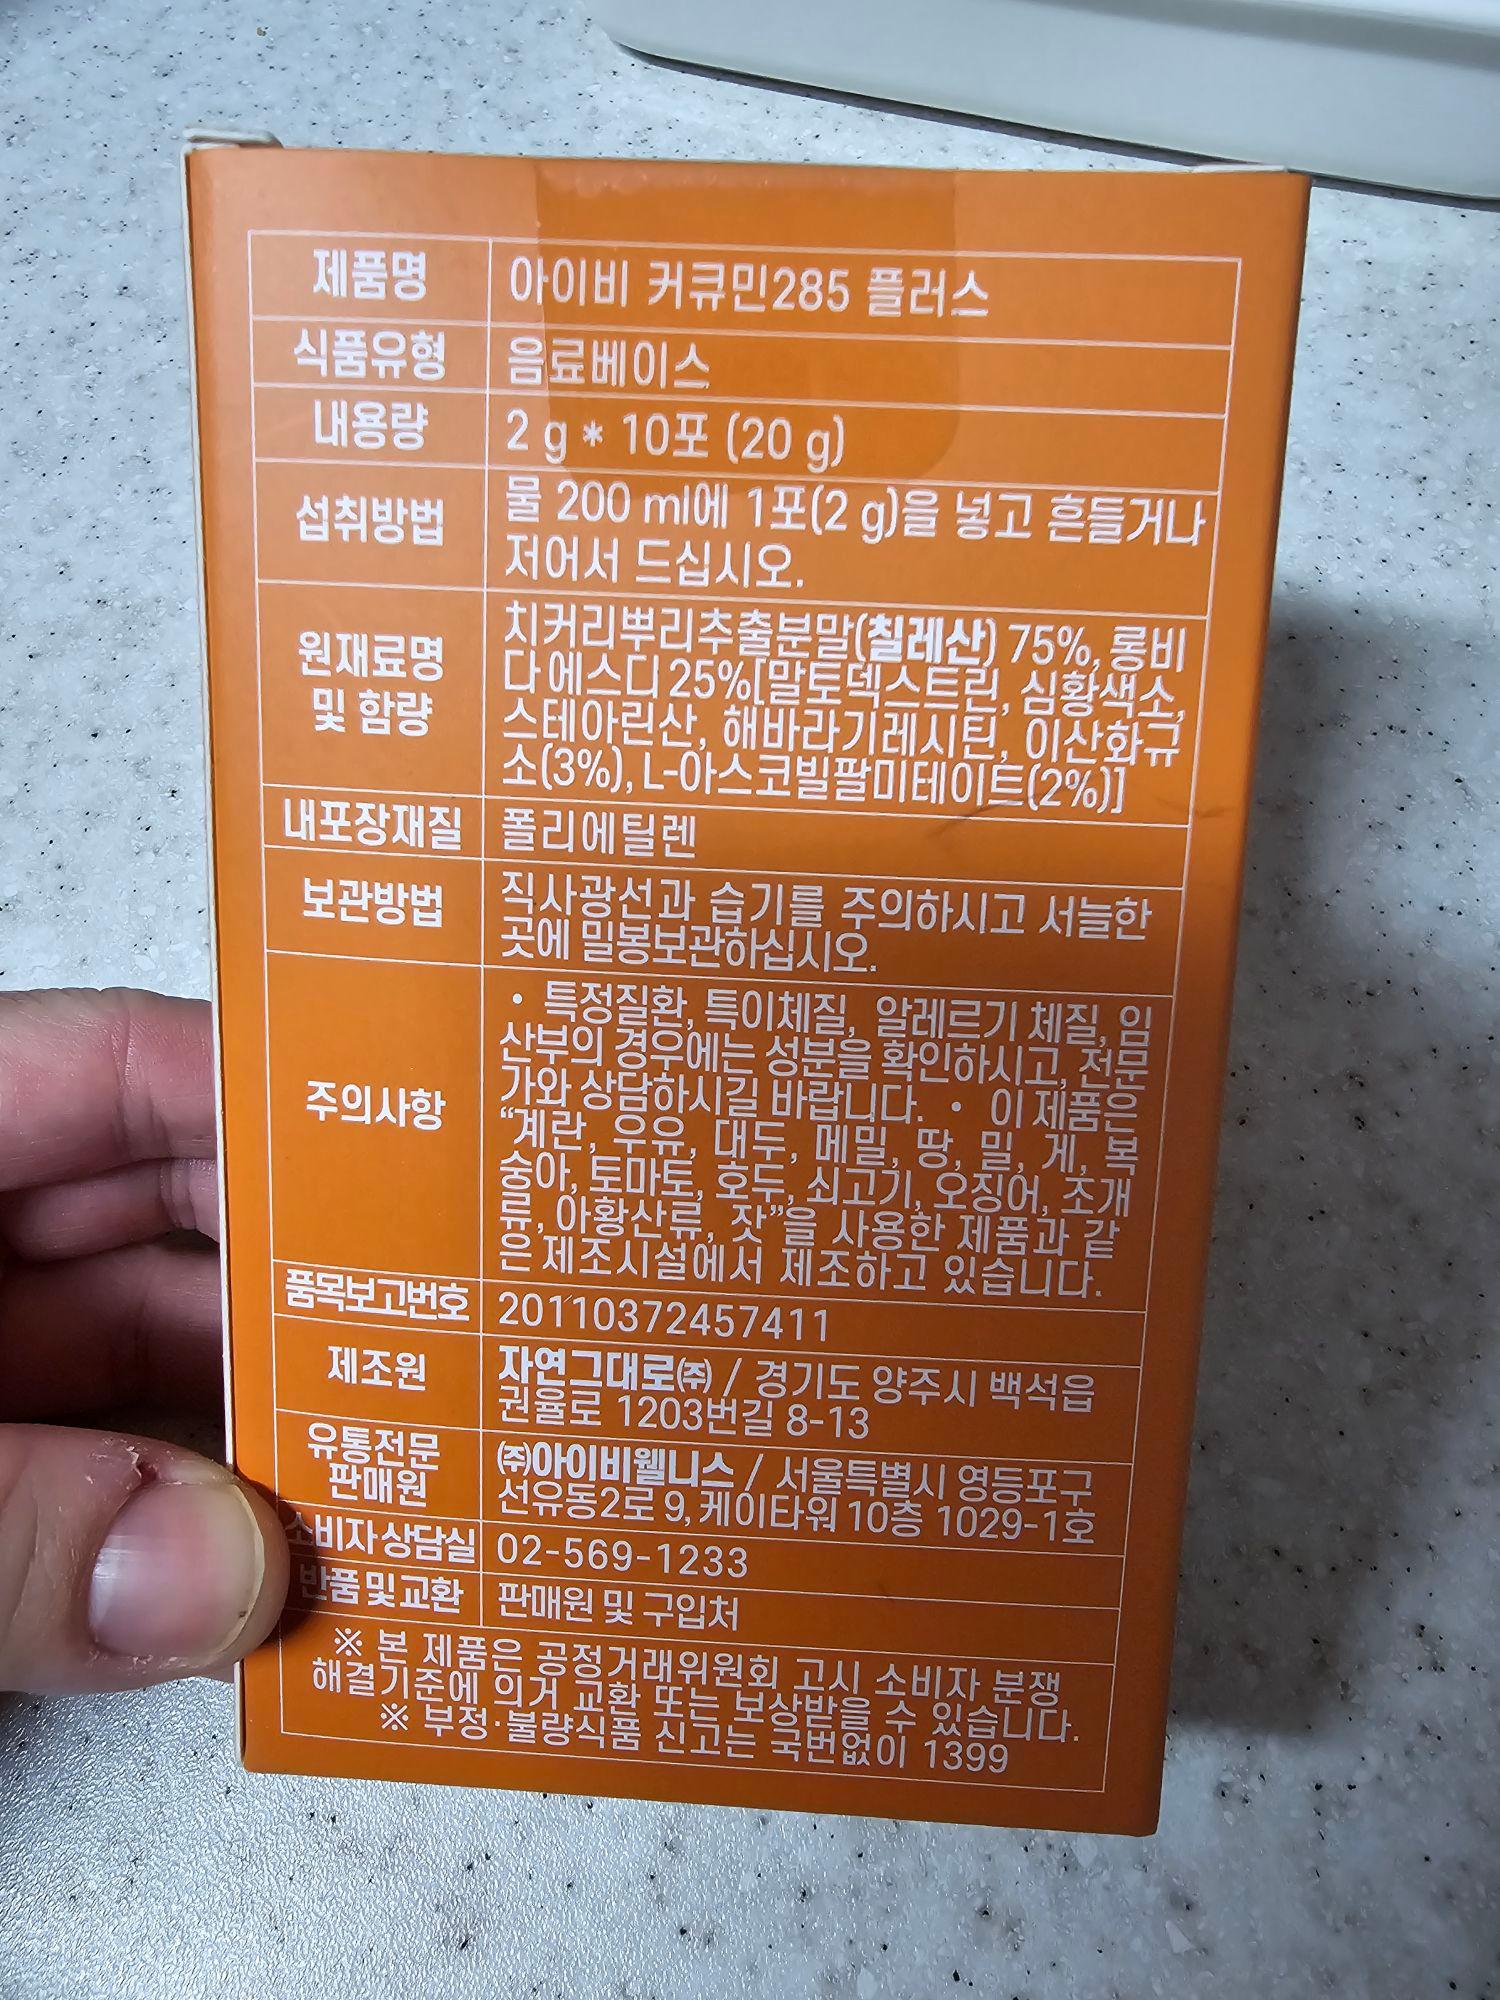 제품명 아이비 커큐민285 플러스
식품유형 음료베이스
내용량 2 g * 10포 (20 g)
섭취방법 물 200 ml에 1포(2 g)을 넣고 흔들거나
저어서 드십시오.
원재료명
및 함량
치커리뿌리추출분말(칠레산) 75%, 롱비
다에스디 25%[말토덱스트린, 심황색소,
스테아린산, 해바라기레시틴, 이산화규
소(3%), L-아스코빌팔미테이트(2%)]
내포장재질 폴리에틸렌
보관방법 직사광선과 습기를 주의하시고 서늘한
곳에 밀봉보관하십시오.
주의사항
• 특정질환, 특이체질, 알레르기 체질, 임
산부의 경우에는 성분을 확인하시고, 전문
가와 상담하시길 바랍니다. • 이 제품은
“계란, 우유, 대두, 메밀, 땅, 밀, 게, 복
숭아, 토마토, 호두, 쇠고기, 오징어, 조개
류, 아황산류, 잣”을 사용한 제품과 같
은 제조시설에서 제조하고 있습니다.
품목보고번호 20110372457411
제조원 자연그대로㈜ / 경기도 양주시 백석읍
권율로 1203번길 8-13
유통전문
판매원
㈜아이비웰니스 / 서울특별시 영등포구
선유동2로 9, 케이타워 10층 1029-1호
소비자상담실 02-569-1233
반품 및 교환 판매원 및 구입처
※ 본 제품은 공정거래위원회 고시 소비자 분쟁
해결기준에 의거 교환 또는 보상받을 수 있습니다.
※ 부정·불량식품 신고는 국번없이 1399